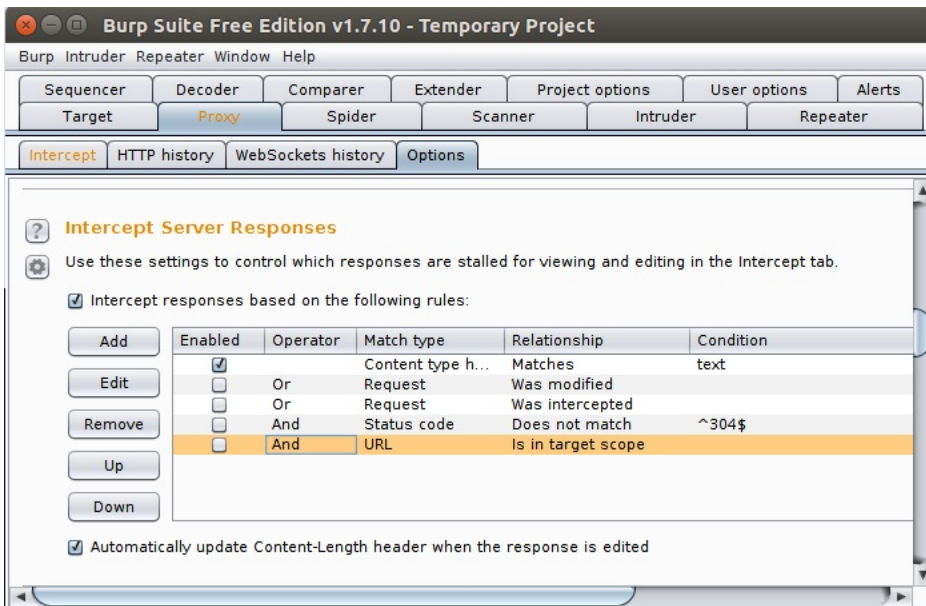 Burp Suite Free Edition v1.7.10 - Temporary Project
Burp Intruder Repeater Window Help
Sequencer Decoder Comparer Extender Project options User options Alerts
Target Proxy Spider Scanner Intruder Repeater
Intercept HTTP history WebSockets history Options
? Intercept Server Responses
Use these settings to control which responses are stalled for viewing and editing in the Intercept tab.
Intercept responses based on the following rules:
Add
Edit
Remove
Up
Down
Enabled Operator Match type Relationship Condition
Content type h... Matches text
Or Request Was modified
Or Request Was intercepted
And Status code Does not match ^304$
And URL Is in target scope
Automatically update Content-Length header when the response is edited